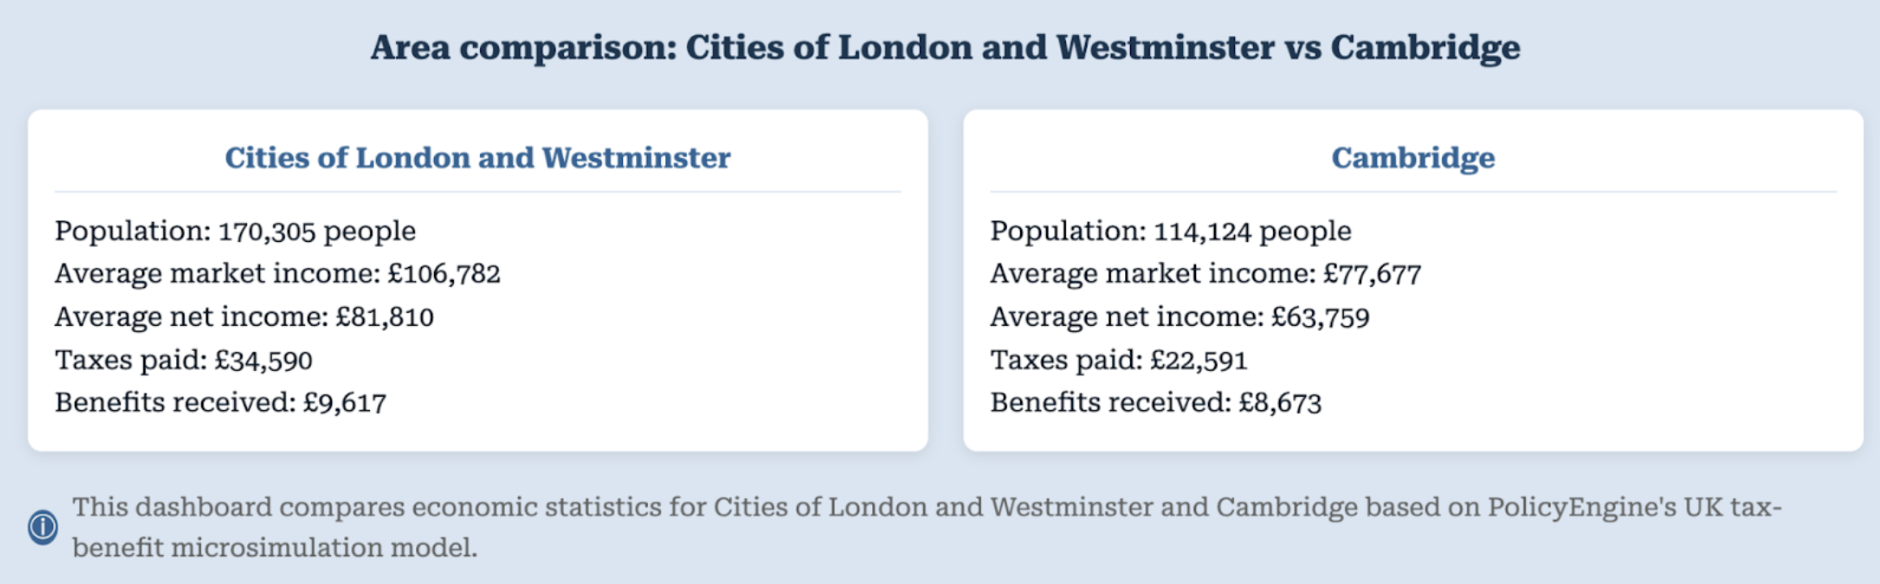 Area comparison: Cities of London and Westminster vs Cambridge
Cities of London and Westminster
Population: 170,305 people
Average market income: £106,782
Average net income: £81,810
Taxes paid: £34,590
Benefits received: £9,617
Cambridge
Population: 114,124 people
Average market income: £77,677
Average net income: £63,759
Taxes paid: £22,591
Benefits received: £8,673
This dashboard compares economic statistics for Cities of London and Westminster and Cambridge based on PolicyEngine's UK tax-
benefit microsimulation model.